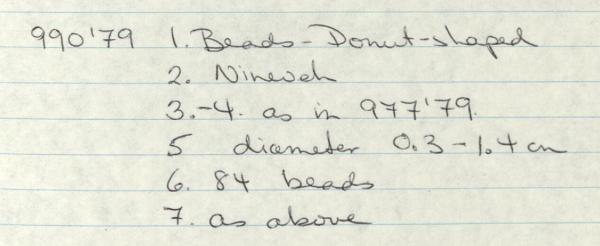 990'79 1. Beads - Donut-shaped
2. Nineveh
3.-4. as in 977'79.
5 diameter 0.3 - 1.4 cm
6. 84 beads
7. as above